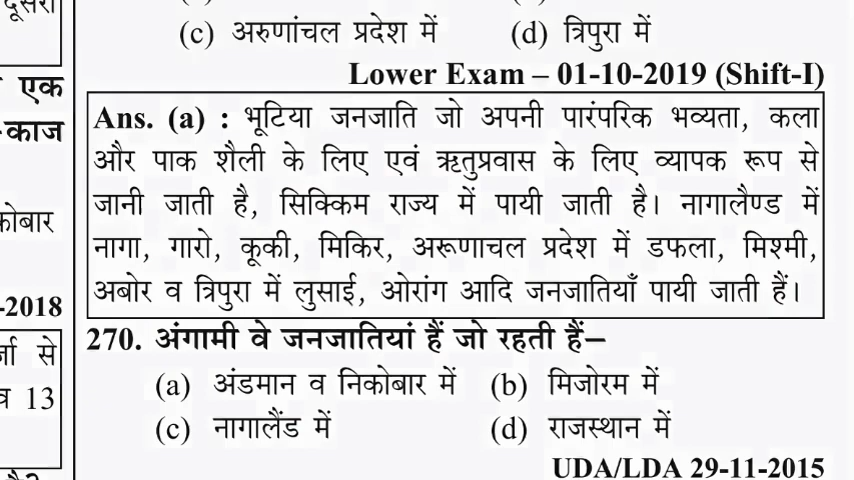 दूसरी
एक
-काज
कोबार
-2018
र्जा से
व 13
(c) अरुणांचल प्रदेश में (d) त्रिपुरा में
Lower Exam – 01-10-2019 (Shift-I)
Ans. (a) : भूटिया जनजाति जो अपनी पारंपरिक भव्यता, कला
और पाक शैली के लिए एवं ऋतुप्रवास के लिए व्यापक रूप से
जानी जाती है, सिक्किम राज्य में पायी जाती है। नागालैण्ड में
नागा, गारो, कूकी, मिकिर, अरूणाचल प्रदेश में डफला, मिश्मी,
अबोर व त्रिपुरा में लुसाई, ओरांग आदि जनजातियाँ पायी जाती हैं।
270. अंगामी वे जनजातियां हैं जो रहती हैं–
(a) अंडमान व निकोबार में (b) मिजोरम में
(c) नागालैंड में (d) राजस्थान में
UDA/LDA 29-11-2015